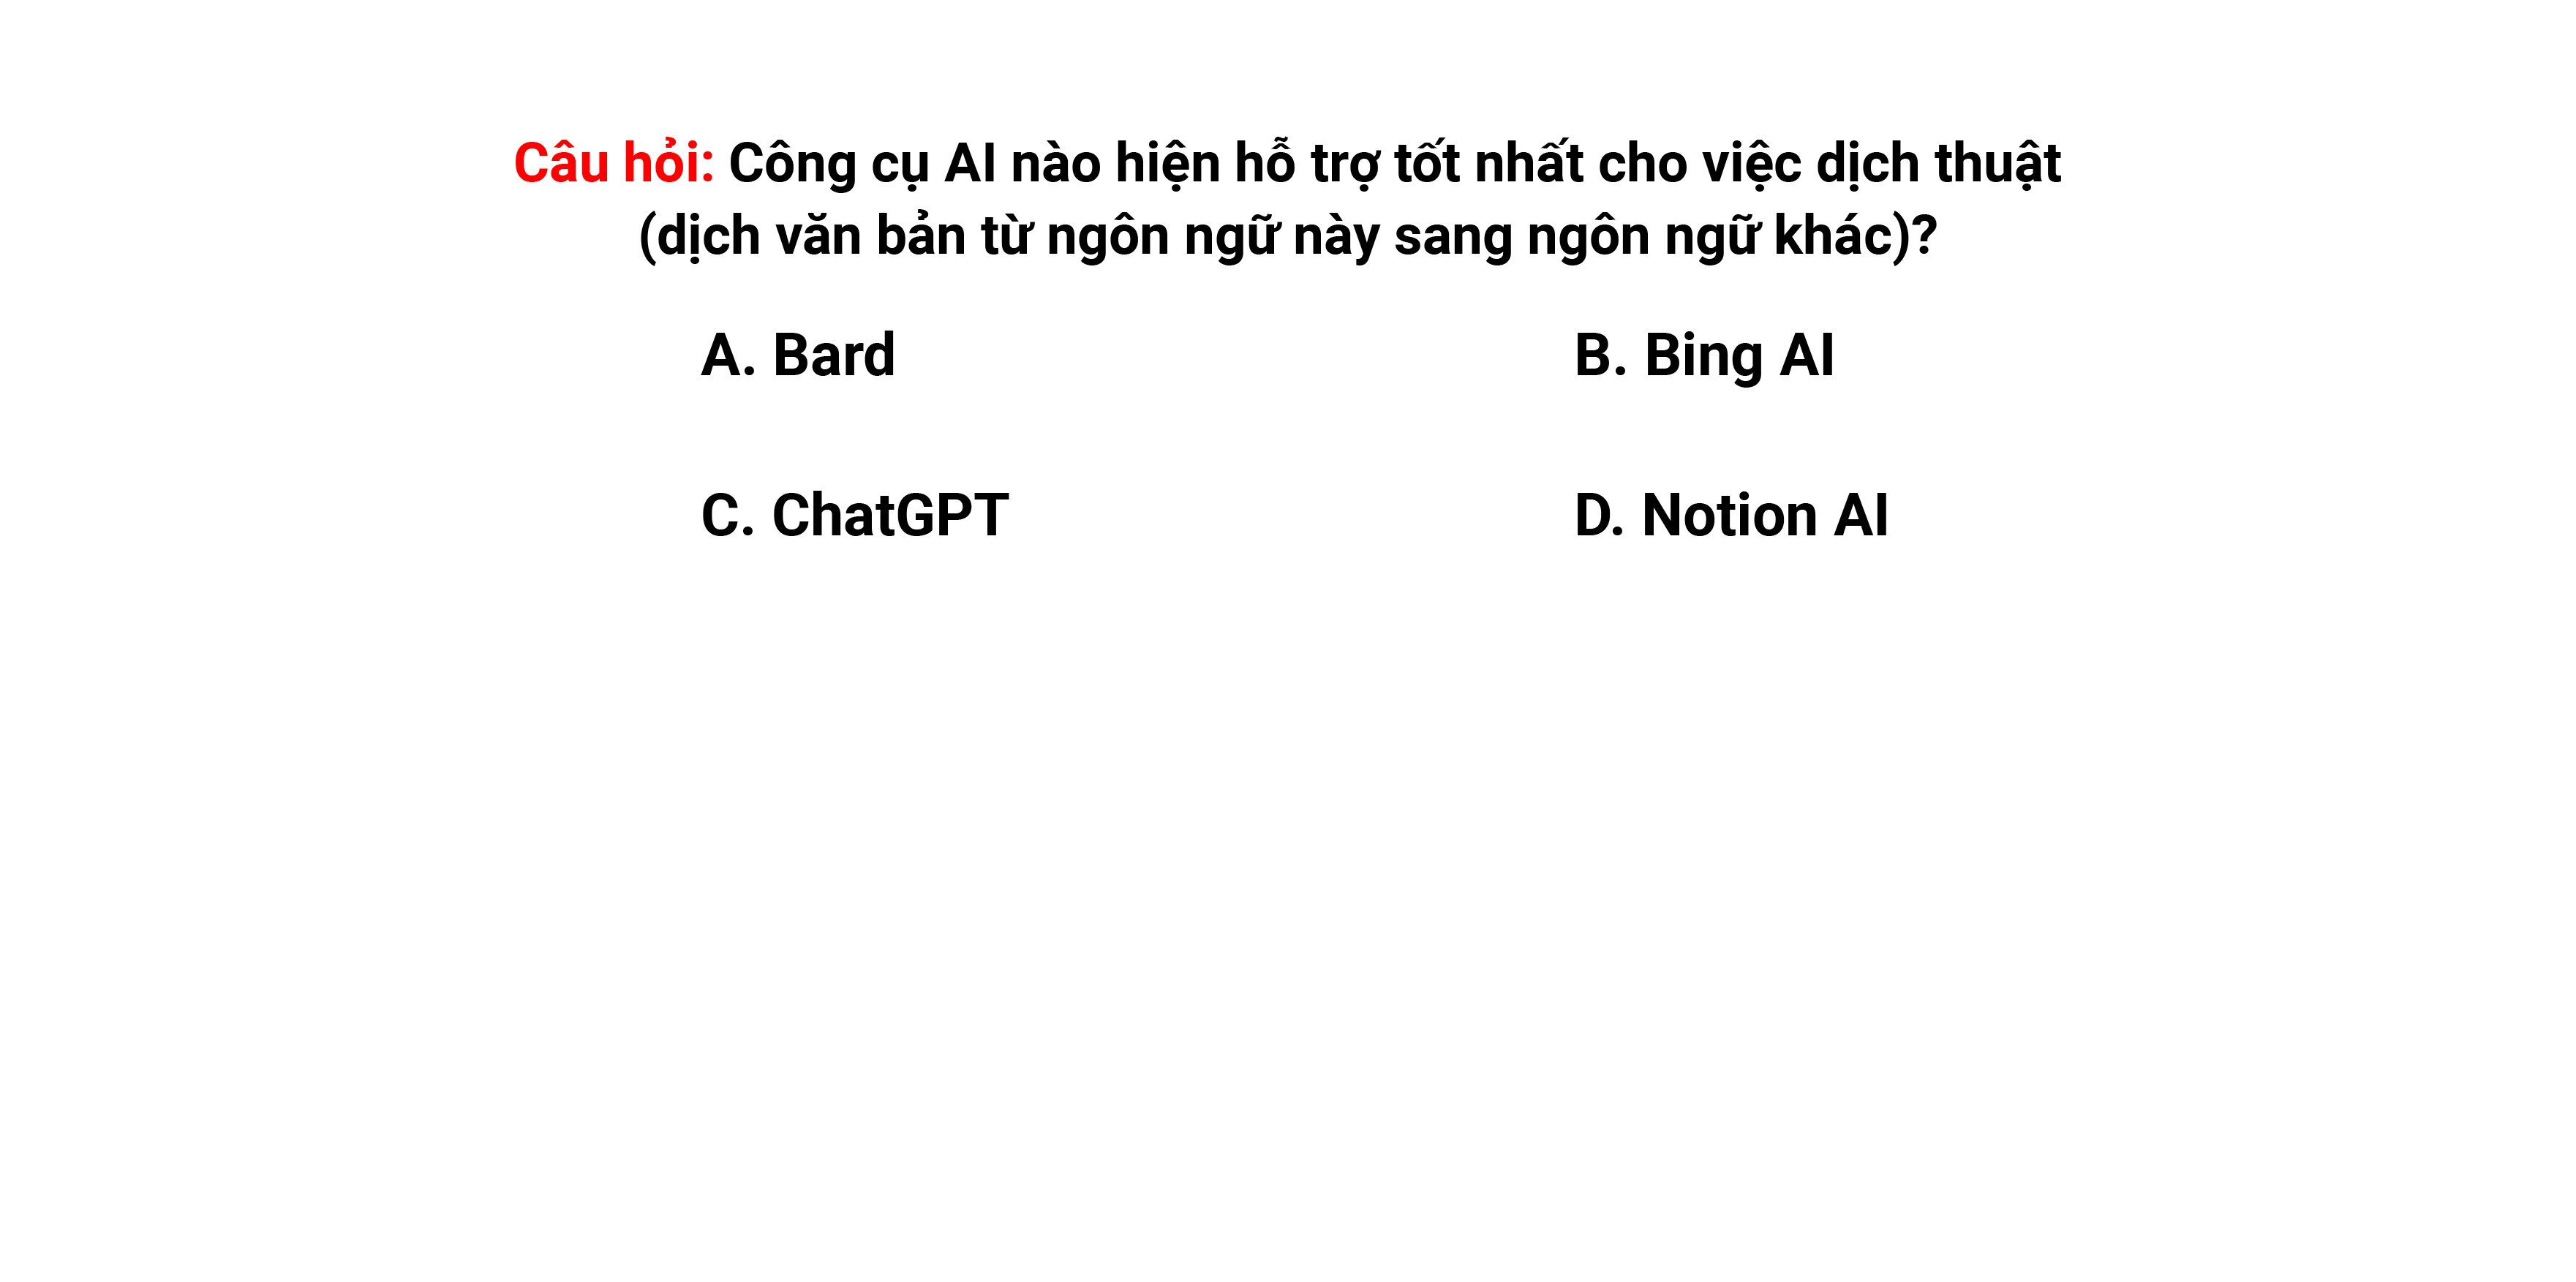 Câu hỏi: Công cụ AI nào hiện hỗ trợ tốt nhất cho việc dịch thuật
(dịch văn bản từ ngôn ngữ này sang ngôn ngữ khác)?
A. Bard
B. Bing AI
C. ChatGPT
D. Notion AI